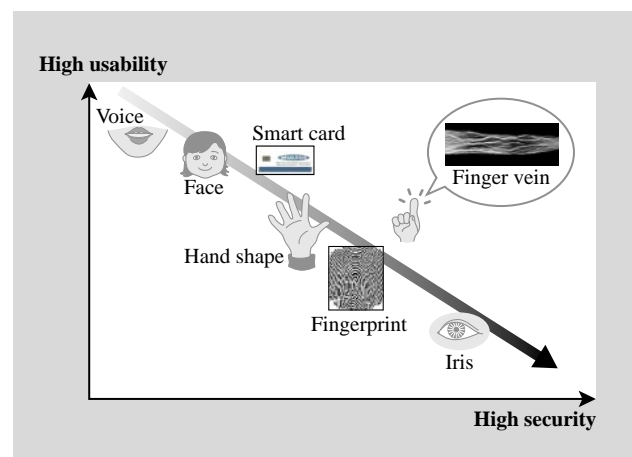 High usability
Voice
Smart card
Face
Finger vein
Hand shape
Fingerprint
Iris
High security